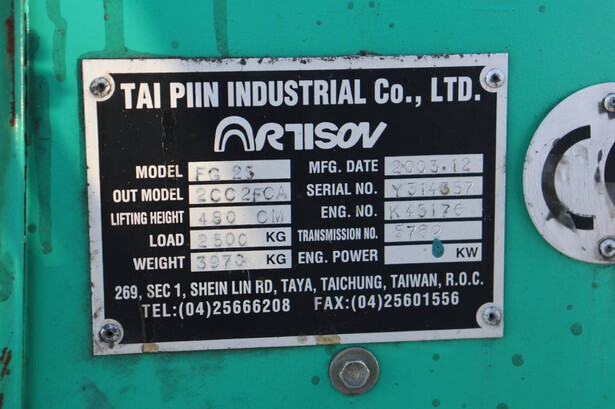 TAI PIIN INDUSTRIAL Co., LTD.
ARTISON
MODEL FG 25 MFG. DATE 2003.12
OUT MODEL 2CC2FCA SERIAL NO. Y314657
LIFTING HEIGHT 480 CM ENG. NO. K45176
LOAD 2500 KG TRANSMISSION NO. 5762
WEIGHT 3970 KG ENG. POWER KW
269, SEC 1, SHEIN LIN RD, TAYA, TAICHUNG, TAIWAN, R.O.C.
TEL:(04)25666208 FAX:(04)25601556